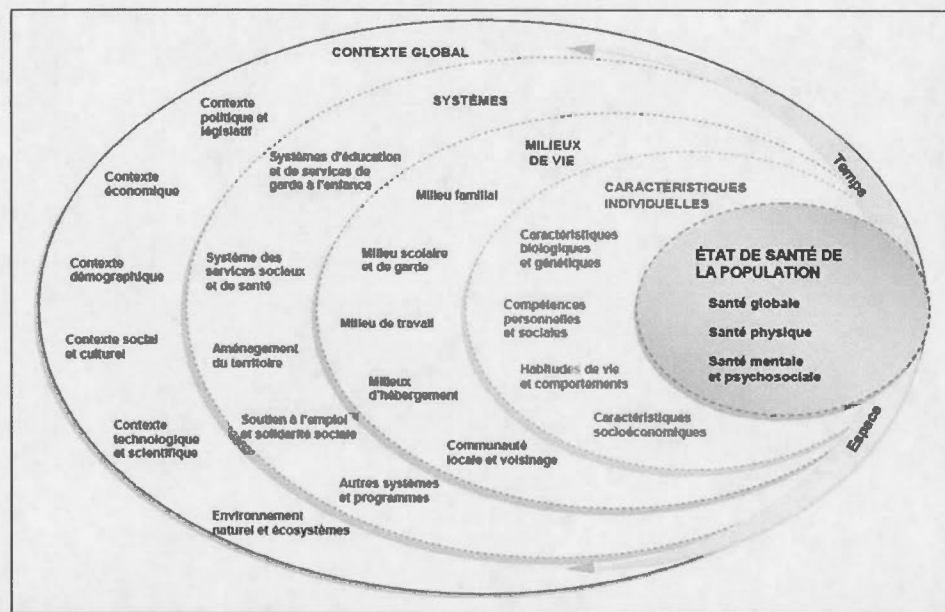 CONTEXTE GLOBAL
Contexte
politique et
législatif
Contexte
économique
Contexte
démographique
Contexte social
et culturel
Contexte
technologique
et scientifique
Environnement
naturel et écosystèmes
SYSTÈMES
Systèmes d'éducation
et de services de
garde à l'enfance
Système des
services sociaux
et de santé
Aménagement
du territoire
Soutien à l'emploi
et solidarité sociale
Autres systèmes
et programmes
MILIEUX
DE VIE
Milieu familial
Milieu scolaire
et de garde
Milieu de travail
Milieux
d'hébergement
Communauté
locale et voisinage
CARACTÉRISTIQUES
INDIVIDUELLES
Caractéristiques
biologiques
et génétiques
Compétences
personnelles
et sociales
Habitudes de vie
et comportements
Caractéristiques
socioéconomiques
ÉTAT DE SANTÉ DE
LA POPULATION
Santé globale
Santé physique
Santé mentale
et psychosociale
Temps
Espace